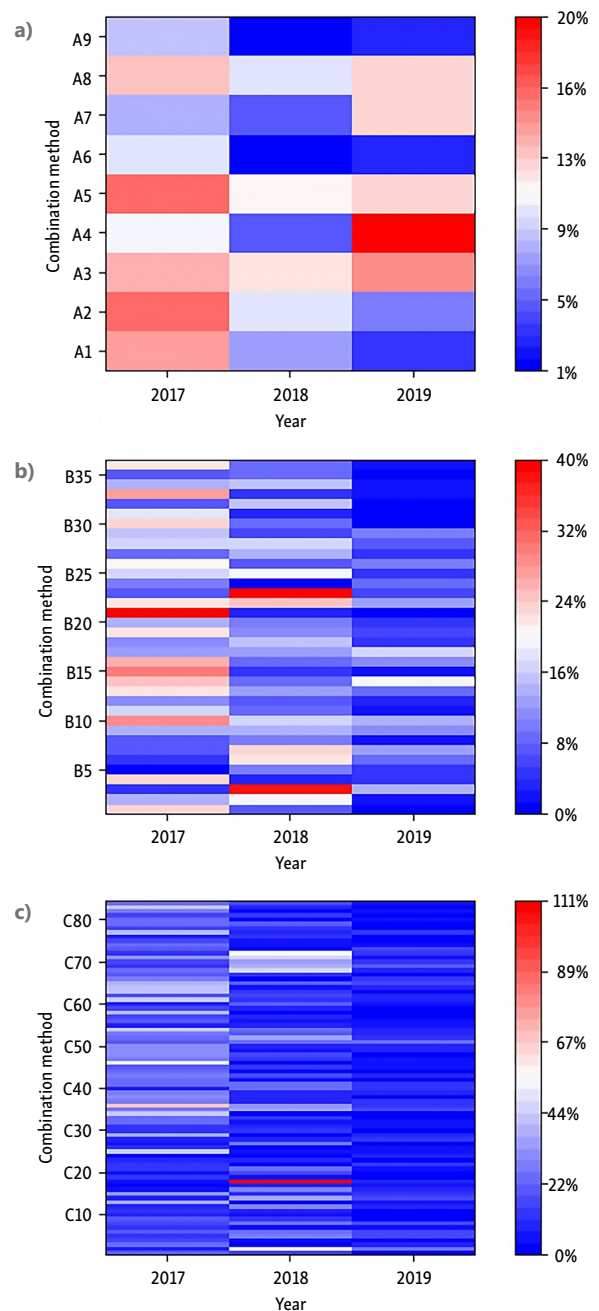 a)
Combination method
A9
A8
A7
A6
A5
A4
A3
A2
A1
2017 2018 2019
Year
20%
16%
13%
9%
5%
1%
b)
Combination method
B35
B30
B25
B20
B15
B10
B5
2017 2018 2019
Year
40%
32%
24%
16%
8%
0%
c)
Combination method
C80
C70
C60
C50
C40
C30
C20
C10
2017 2018 2019
Year
111%
89%
67%
44%
22%
0%